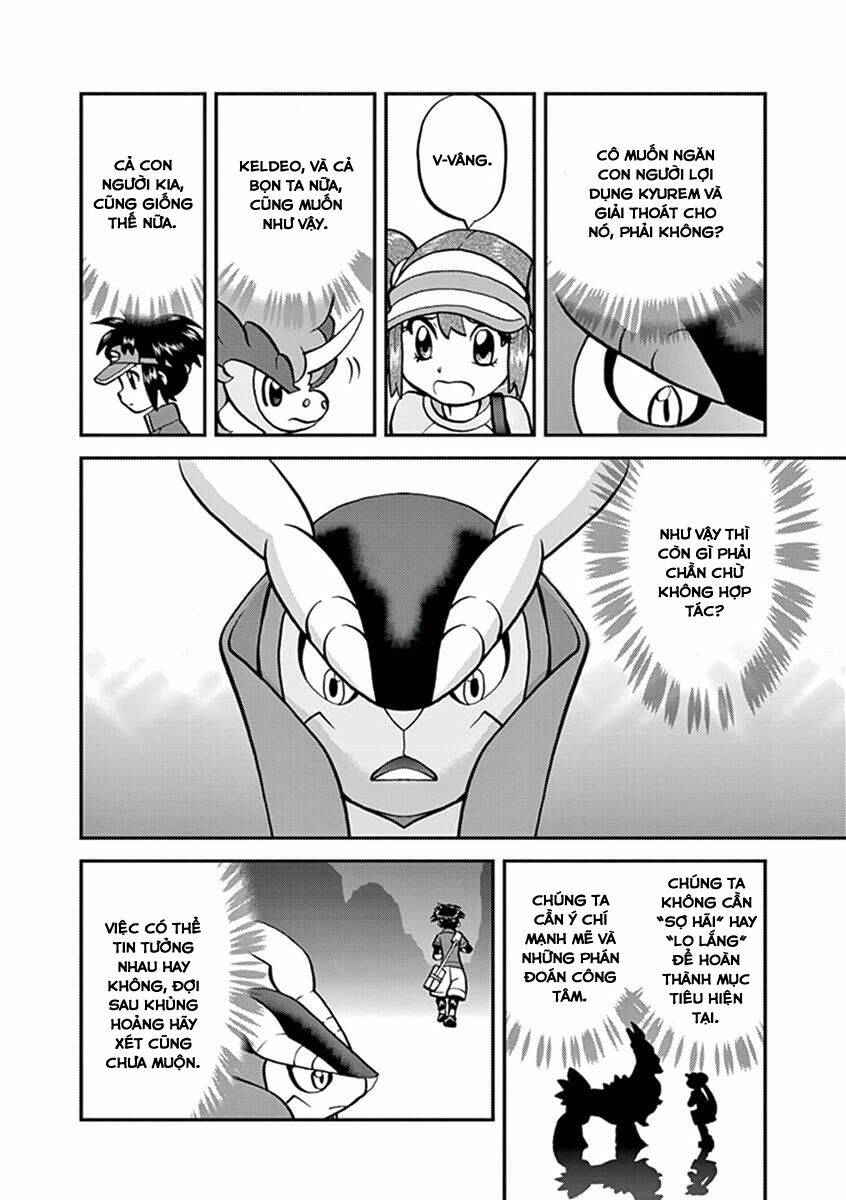 CÔ MUỐN NGĂN
CON NGƯỜI LỢI
DỤNG KYUREM VÀ
GIẢI THOÁT CHO
NÓ, PHẢI KHÔNG?
V-VÂNG.
KELDEO, VÀ CẢ
BỌN TA NỮA,
CŨNG MUỐN
NHƯ VẬY.
CẢ CON
NGƯỜI KIA,
CŨNG GIỐNG
THẾ NỮA.
NHƯ VẬY THÌ
CÒN GÌ PHẢI
CHẦN CHỪ
KHÔNG HỢP
TÁC?
CHÚNG TA
KHÔNG CẦN
"SỢ HÃI" HAY
"LO LẮNG"
ĐỂ HOÀN
THÀNH MỤC
TIÊU HIỆN
TẠI.
CHÚNG TA
CẦN Ý CHÍ
MẠNH MẼ VÀ
NHỮNG PHÁN
ĐOÁN CÔNG
TÂM.
VIỆC CÓ THỂ
TIN TƯỞNG
NHAU HAY
KHÔNG, ĐỢI
SAU KHỦNG
HOẢNG HÃY
XÉT CŨNG
CHƯA MUỘN.